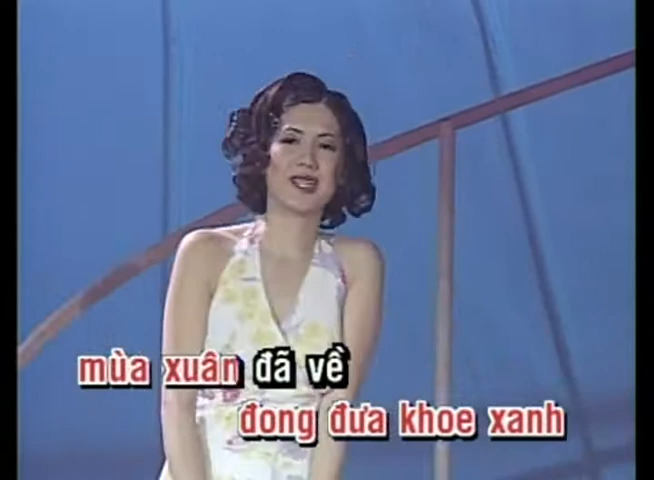 mùa xuân đã về
đong đưa khoe xanh